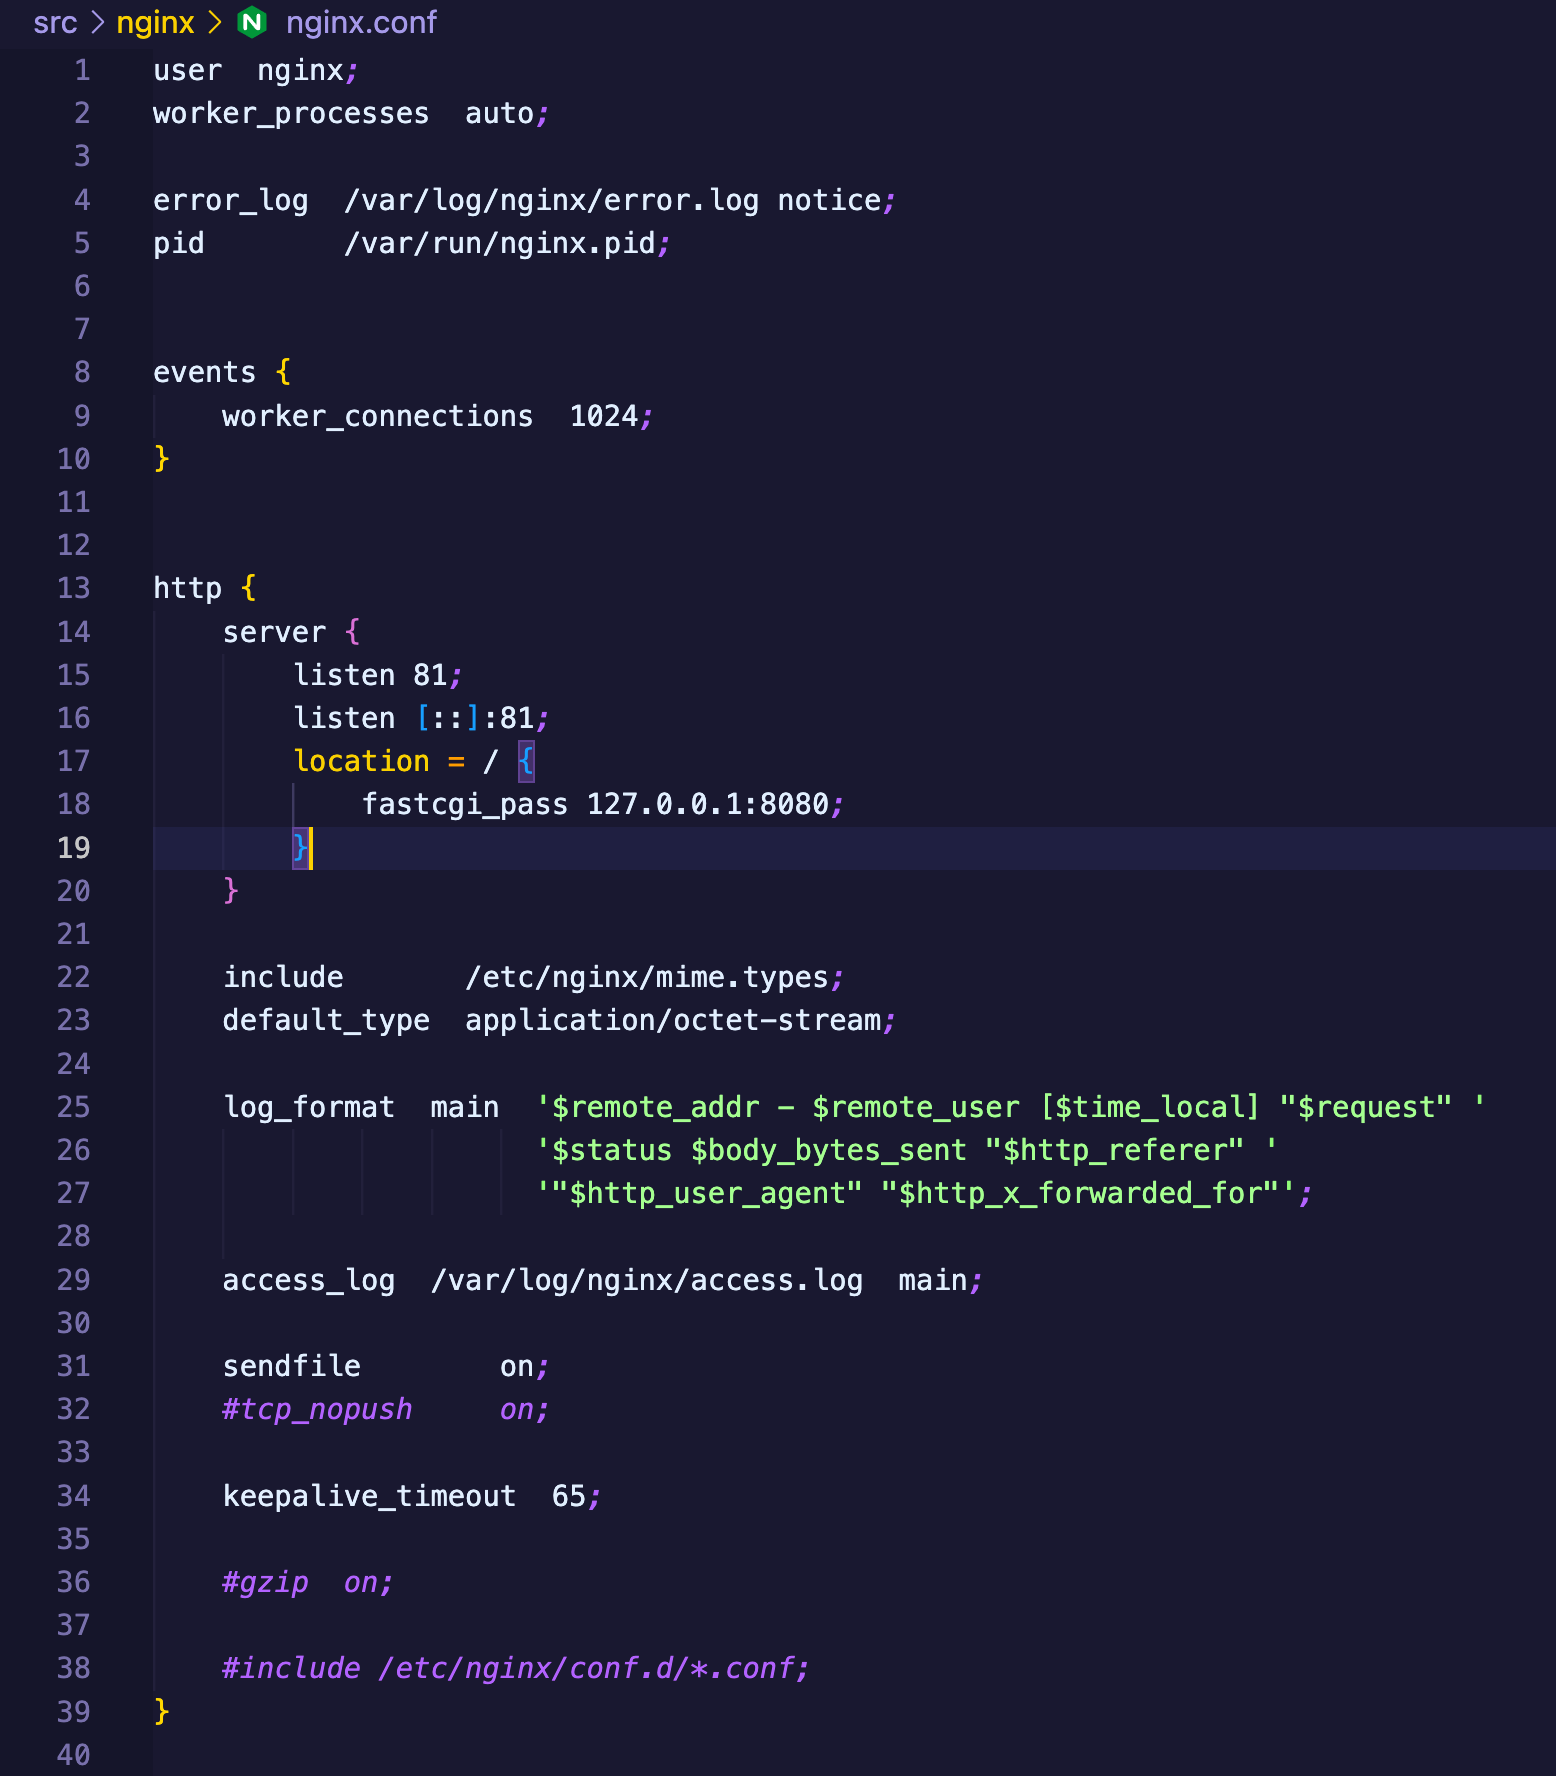 src > nginx > N nginx.conf
1 user  nginx;
2 worker_processes  auto;
3
4 error_log  /var/log/nginx/error.log notice;
5 pid        /var/run/nginx.pid;
6
7
8 events {
9     worker_connections  1024;
10 }
11
12
13 http {
14     server {
15         listen 81;
16         listen [::]:81;
17         location = / {
18             fastcgi_pass 127.0.0.1:8080;
19         }
20     }
21
22     include       /etc/nginx/mime.types;
23     default_type  application/octet-stream;
24
25     log_format  main  '$remote_addr - $remote_user [$time_local] "$request" '
26                       '$status $body_bytes_sent "$http_referer" '
27                       '"$http_user_agent" "$http_x_forwarded_for"';
28
29     access_log  /var/log/nginx/access.log  main;
30
31     sendfile        on;
32     #tcp_nopush     on;
33
34     keepalive_timeout  65;
35
36     #gzip  on;
37
38     #include /etc/nginx/conf.d/*.conf;
39 }
40